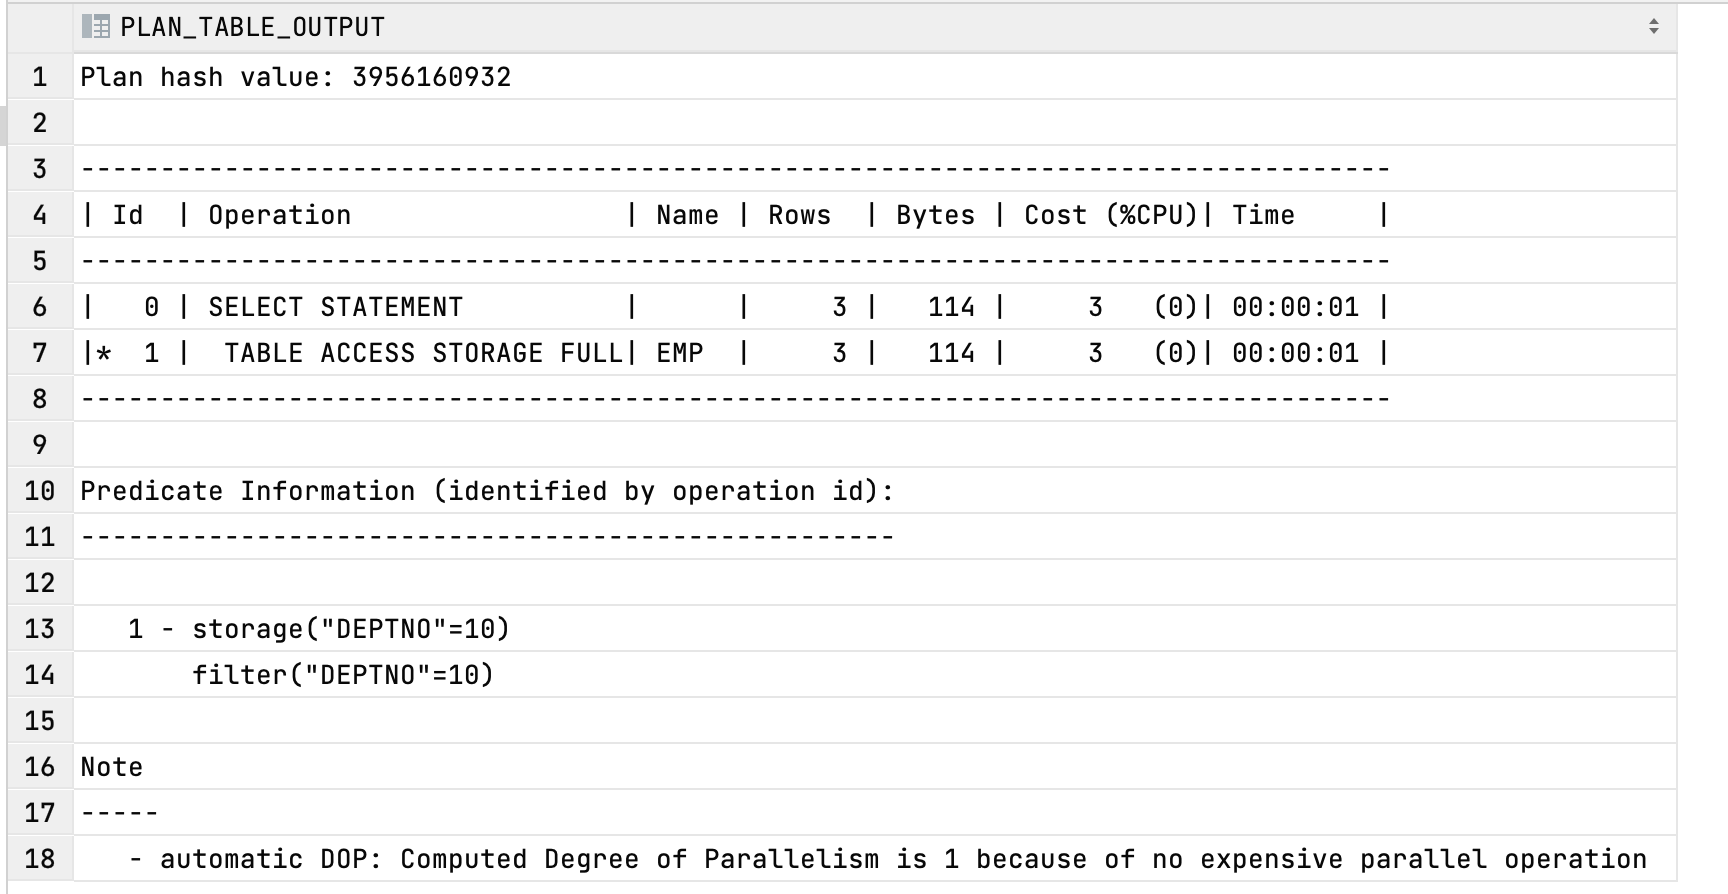 PLAN_TABLE_OUTPUT
1 Plan hash value: 3956160932
2
3 ----------------------------------------------------------------------------------
4 | Id  | Operation                 | Name | Rows  | Bytes | Cost (%CPU)| Time     |
5 ----------------------------------------------------------------------------------
6 |   0 | SELECT STATEMENT          |      |     3 |   114 |     3   (0)| 00:00:01 |
7 |*  1 |  TABLE ACCESS STORAGE FULL| EMP  |     3 |   114 |     3   (0)| 00:00:01 |
8 ----------------------------------------------------------------------------------
9
10 Predicate Information (identified by operation id):
11 ---------------------------------------------------
12
13    1 - storage("DEPTNO"=10)
14        filter("DEPTNO"=10)
15
16 Note
17 -----
18    - automatic DOP: Computed Degree of Parallelism is 1 because of no expensive parallel operation